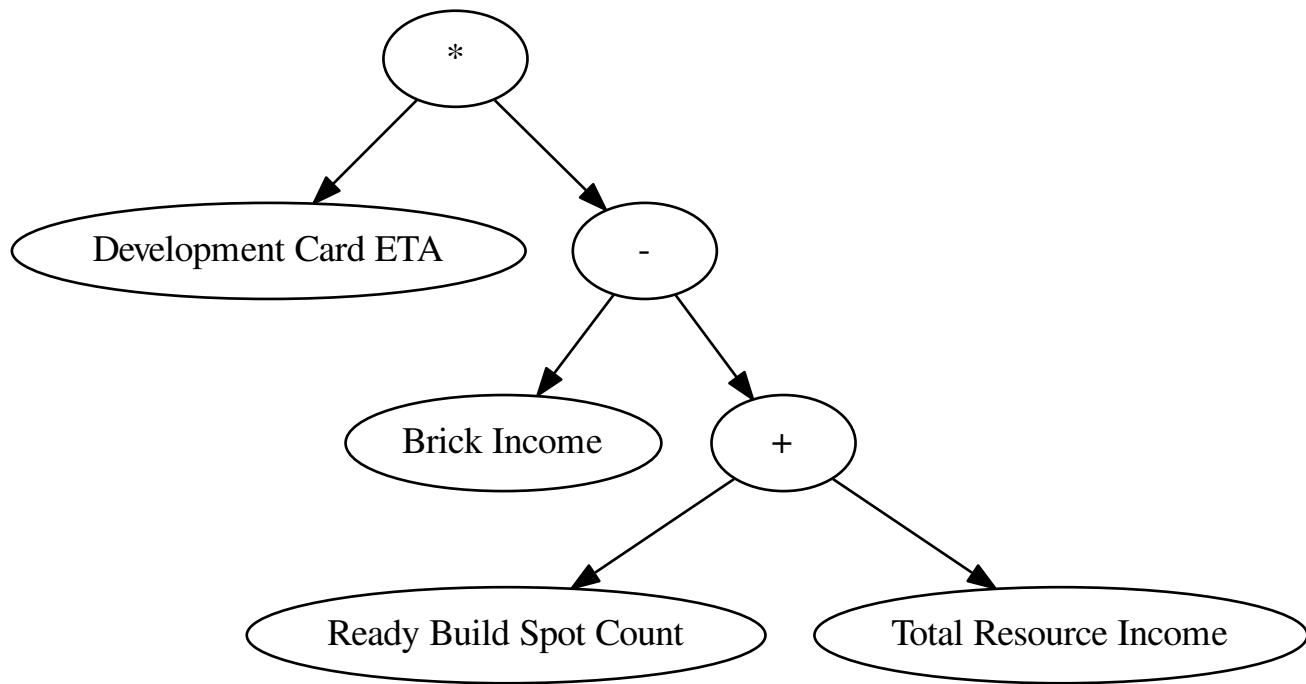 *
Development Card ETA
-
Brick Income
+
Ready Build Spot Count
Total Resource Income